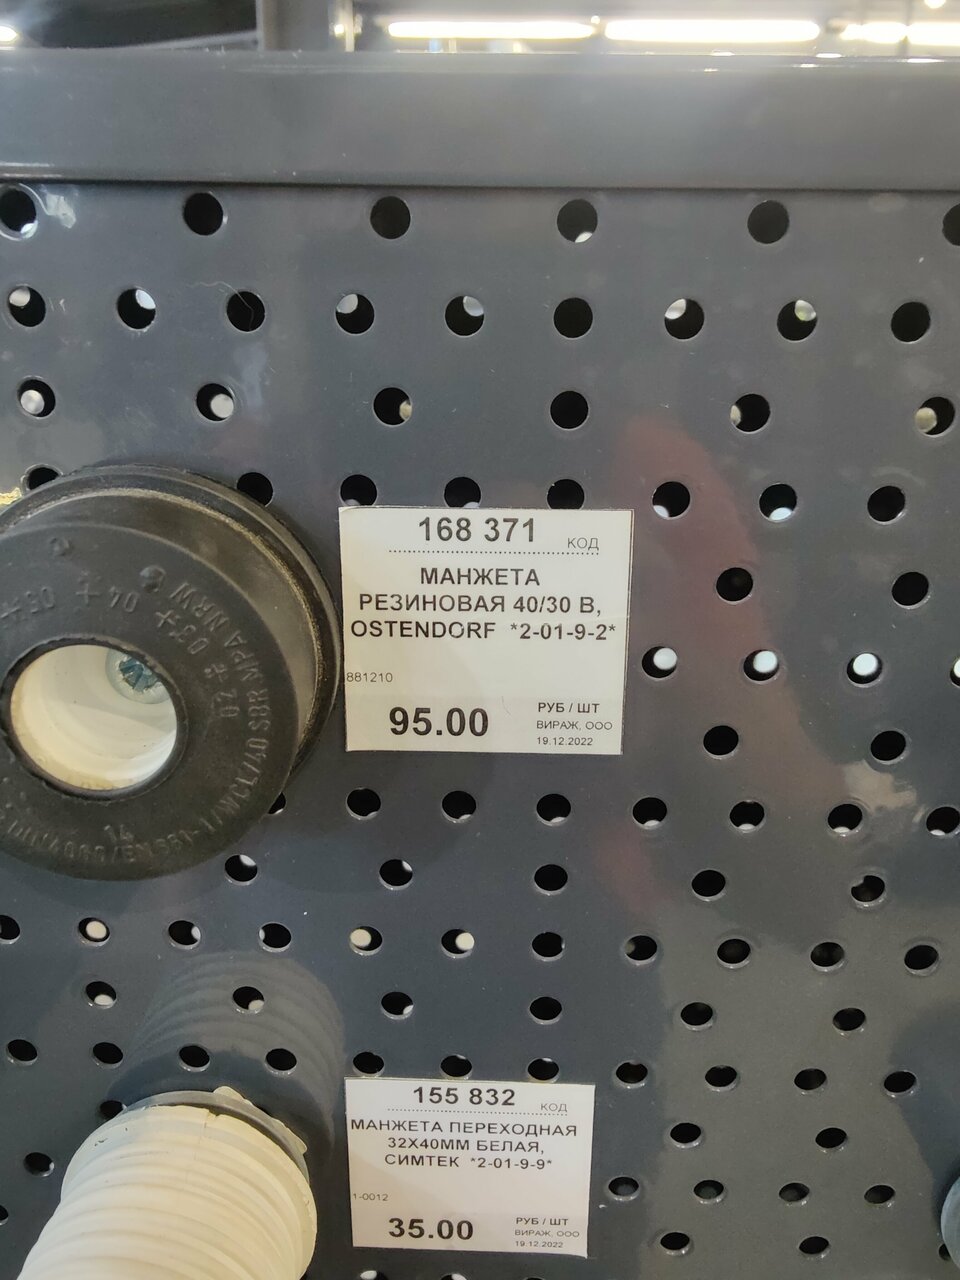 168 371 КОД
МАНЖЕТА
РЕЗИНОВАЯ 40/30 В,
OSTENDORF *2-01-9-2*
881210
95.00
РУБ / ШТ
ВИРАЖ, ООО
19.12.2022
MPA NRW
155 832 КОД
МАНЖЕТА ПЕРЕХОДНАЯ
32Х40ММ БЕЛАЯ,
СИМТЕК *2-01-9-9*
1-0012
35.00
РУБ / ШТ
ВИРАЖ, ООО
19.12.2022